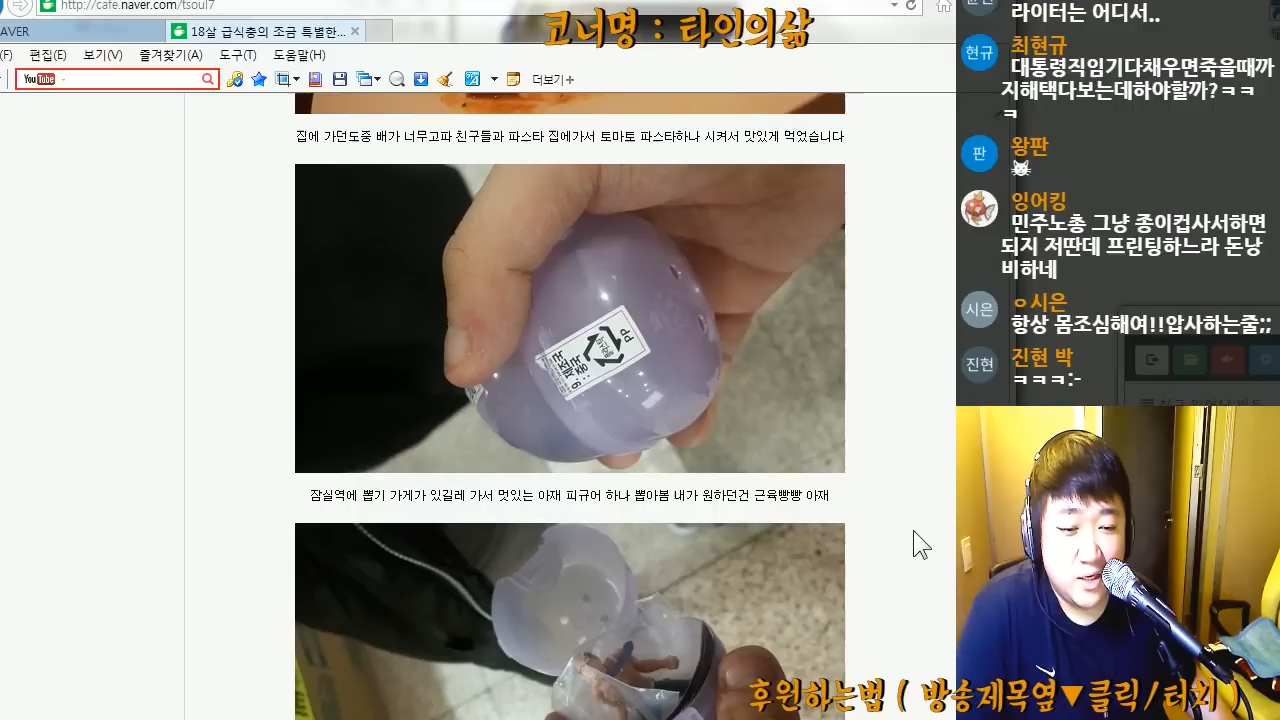 http://cafe.naver.com/tsoul7
코너명 : 타인의삶
AVER
18살 급식충의 조금 특별한...
(F) 편집(E) 보기(V) 즐겨찾기(A) 도구(T) 도움말(H)
YouTube
더보기+
집에 가던도중 배가 너무고파 친구들과 파스타 집에가서 토마토 파스타하나 시켜서 맛있게 먹었습니다
PP
제조국 : 중
잠실역에 뽑기 가게가 있길레 가서 멋있는 아재 피규어 하나 뽑아봄 내가 원하던건 근육빵빵 아재
라이터는 어디서..
현규
최현규
대통령직임기다채우면죽을때까
지해택다보는데하야할까?ㅋㅋ
ㅋ
판
왕판
잉어킹
민주노총 그냥 종이컵사서하면
되지 저딴데 프린팅하느라 돈낭
비하네
시은
ㅇ시은
항상 몸조심해여!!압사하는줄;;
진현
진현 박
ㅋㅋㅋ:-
후원하는법 ( 방송제목옆▼클릭/터치 )